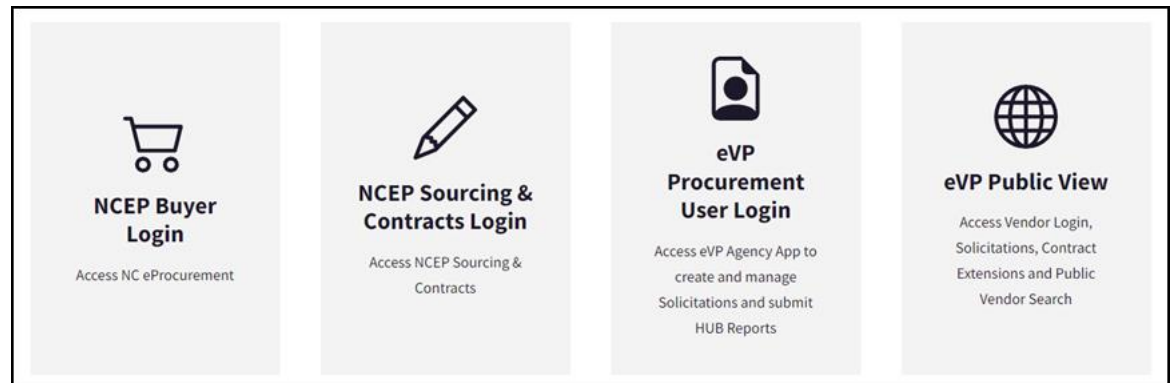 NCEP Buyer
Login
Access NC eProcurement
NCEP Sourcing &
Contracts Login
Access NCEP Sourcing &
Contracts
eVP
Procurement
User Login
Access eVP Agency App to
create and manage
Solicitations and submit
HUB Reports
eVP Public View
Access Vendor Login,
Solicitations, Contract
Extensions and Public
Vendor Search